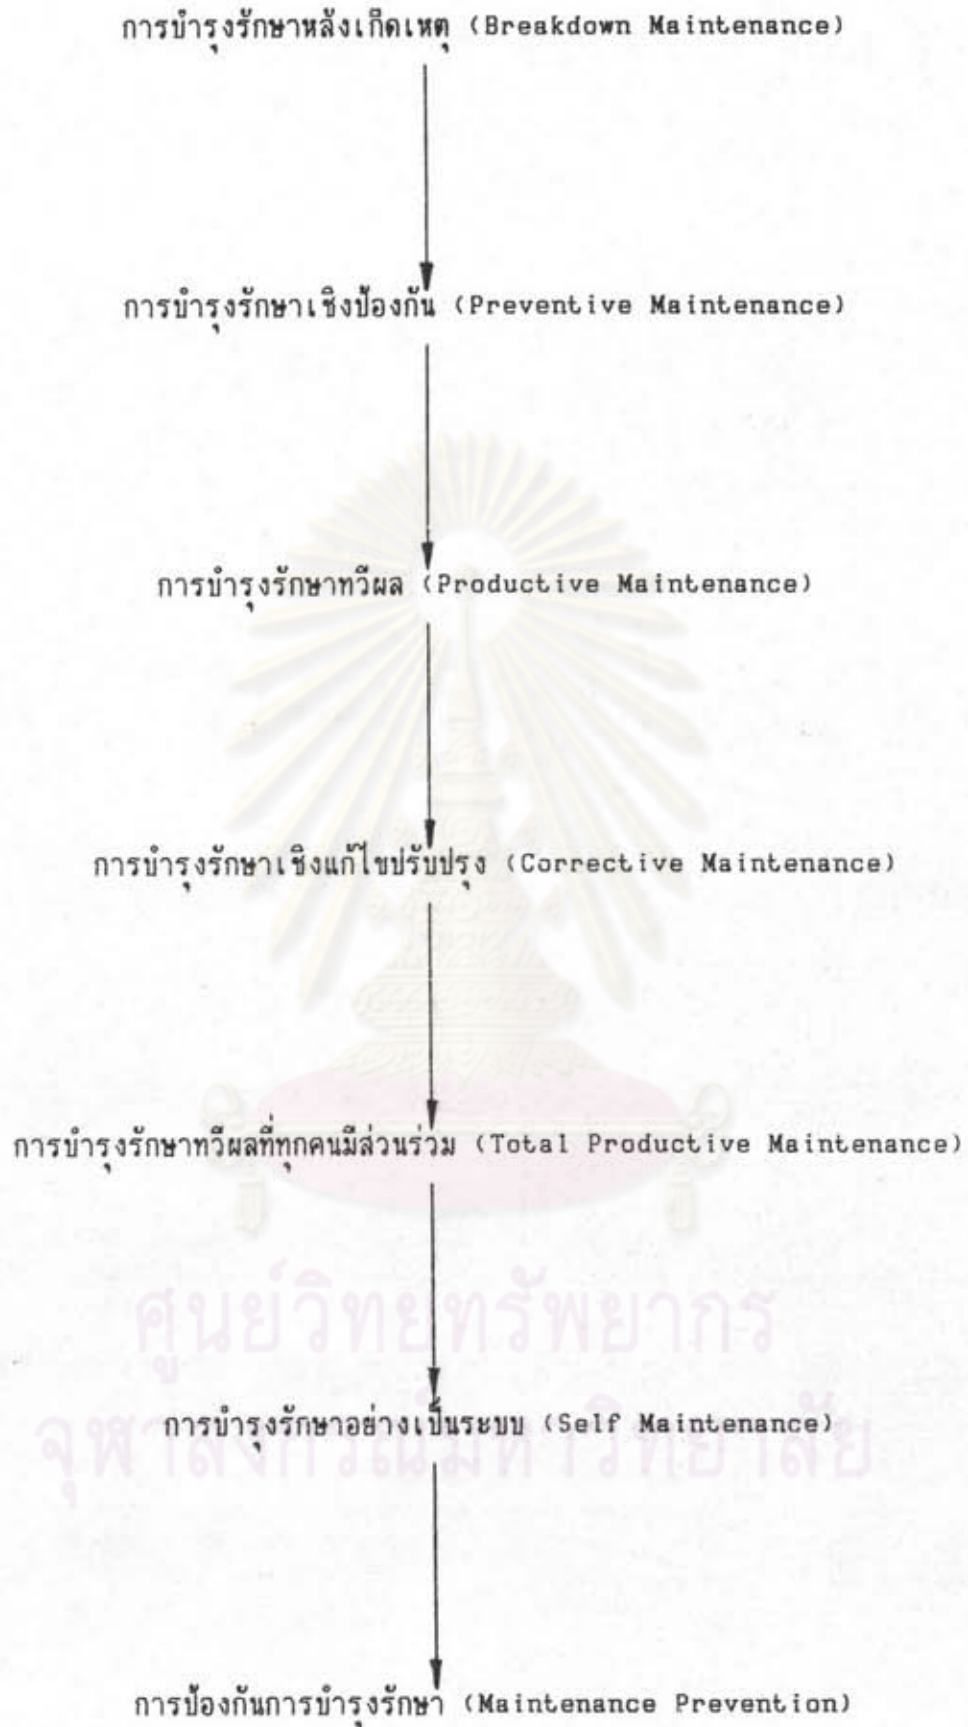 การบำรุงรักษาหลังเกิดเหตุ (Breakdown Maintenance)
การบำรุงรักษาเชิงป้องกัน (Preventive Maintenance)
การบำรุงรักษาทวีผล (Productive Maintenance)
การบำรุงรักษาเชิงแก้ไขปรับปรุง (Corrective Maintenance)
การบำรุงรักษาทวีผลที่ทุกคนมีส่วนร่วม (Total Productive Maintenance)
ศูนย์วิทยทรัพยากร
การบำรุงรักษาอย่างเป็นระบบ (Self Maintenance)
จุฬาลงกรณ์มหาวิทยาลัย
การป้องกันการบำรุงรักษา (Maintenance Prevention)